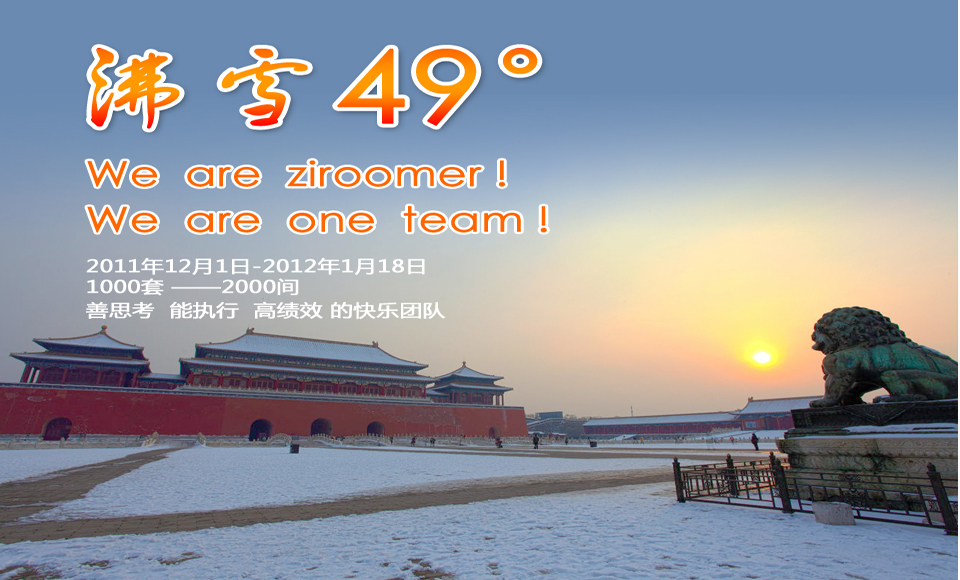 沸雪49°
We are ziroomer!
We are one team!
2011年12月1日-2012年1月18日
1000套 ——2000间
善思考 能执行 高绩效 的快乐团队